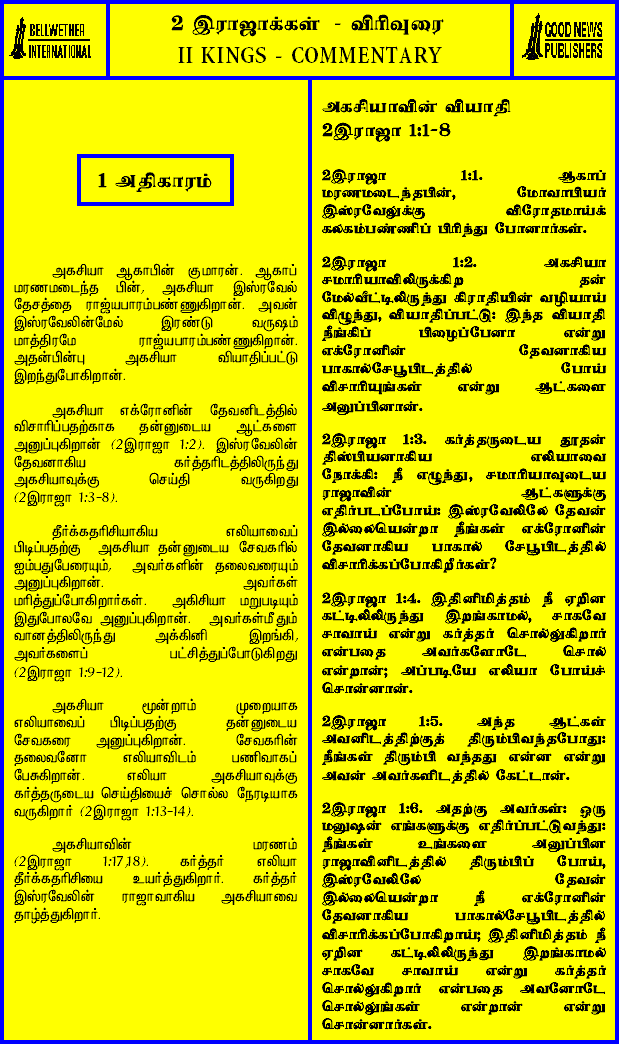 BELLWETHER
INTERNATIONAL
2 இராஜாக்கள் - விரிவுரை
II KINGS - COMMENTARY
GOOD NEWS
PUBLISHERS
1 அதிகாரம்
அகசியா ஆகாபின் குமாரன். ஆகாப்
மரணமடைந்த பின், அகசியா இஸ்ரவேல்
தேசத்தை ராஜ்யபாரம்பண்ணுகிறான். அவன்
இஸ்ரவேலின்மேல் இரண்டு வருஷம்
மாத்திரமே ராஜ்யபாரம்பண்ணுகிறான்.
அதன்பின்பு அகசியா வியாதிப்பட்டு
இறந்துபோகிறான்.
அகசியா எக்ரோனின் தேவனிடத்தில்
விசாரிப்பதற்காக தன்னுடைய ஆட்களை
அனுப்புகிறான் (2இராஜா 1:2). இஸ்ரவேலின்
தேவனாகிய கர்த்தரிடத்திலிருந்து
அகசியாவுக்கு செய்தி வருகிறது
(2இராஜா 1:3-8).
தீர்க்கதரிசியாகிய எலியாவைப்
பிடிப்பதற்கு அகசியா தன்னுடைய சேவகரில்
ஐம்பதுபேரையும், அவர்களின் தலைவரையும்
அனுப்புகிறான். அவர்கள்
மரித்துப்போகிறார்கள். அகிசியா மறுபடியும்
இதுபோலவே அனுப்புகிறான். அவர்கள்மீதும்
வானத்திலிருந்து அக்கினி இறங்கி,
அவர்களைப் பட்சித்துப்போடுகிறது
(2இராஜா 1:9-12).
அகசியா மூன்றாம் முறையாக
எலியாவைப் பிடிப்பதற்கு தன்னுடைய
சேவகரை அனுப்புகிறான். சேவகரின்
தலைவனோ எலியாவிடம் பணிவாகப்
பேசுகிறான். எலியா அகசியாவுக்கு
கர்த்தருடைய செய்தியைச் சொல்ல நேரடியாக
வருகிறார் (2இராஜா 1:13-14).
அகசியாவின் மரணம்
(2இராஜா 1:17,18). கர்த்தர் எலியா
தீர்க்கதரிசியை உயர்த்துகிறார். கர்த்தர்
இஸ்ரவேலின் ராஜாவாகிய அகசியாவை
தாழ்த்துகிறார்.
அகசியாவின் வியாதி
2இராஜா 1:1-8
2இராஜா 1:1. ஆகாப்
மரணமடைந்தபின், மோவாபியர்
இஸ்ரவேலுக்கு விரோதமாய்க்
கலகம்பண்ணிப் பிரிந்து போனார்கள்.
2இராஜா 1:2. அகசியா
சமாரியாவிலிருக்கிற தன்
மேல்வீட்டிலிருந்து கிராதியின் வழியாய்
விழுந்து, வியாதிப்பட்டு: இந்த வியாதி
நீங்கிப் பிழைப்பேனா என்று
எக்ரோனின் தேவனாகிய
பாகால்சேபூபிடத்தில் போய்
விசாரியுங்கள் என்று ஆட்களை
அனுப்பினான்.
2இராஜா 1:3. கர்த்தருடைய தூதன்
திஸ்பியனாகிய எலியாவை
நோக்கி: நீ எழுந்து, சமாரியாவுடைய
ராஜாவின் ஆட்களுக்கு
எதிர்படப்போய்: இஸ்ரவேலிலே தேவன்
இல்லையென்றா நீங்கள் எக்ரோனின்
தேவனாகிய பாகால் சேபூபிடத்தில்
விசாரிக்கப்போகிறீர்கள்?
2இராஜா 1:4. இதினிமித்தம் நீ ஏறின
கட்டிலிலிருந்து இறங்காமல், சாகவே
சாவாய் என்று கர்த்தர் சொல்லுகிறார்
என்பதை அவர்களோடே சொல்
என்றான்; அப்படியே எலியா போய்ச்
சொன்னான்.
2இராஜா 1:5. அந்த ஆட்கள்
அவனிடத்திற்குத் திரும்பிவந்தபோது:
நீங்கள் திரும்பி வந்தது என்ன என்று
அவன் அவர்களிடத்தில் கேட்டான்.
2இராஜா 1:6. அதற்கு அவர்கள்: ஒரு
மனுஷன் எங்களுக்கு எதிர்ப்பட்டுவந்து:
நீங்கள் உங்களை அனுப்பின
ராஜாவினிடத்தில் திரும்பிப் போய்,
இஸ்ரவேலிலே தேவன்
இல்லையென்றா நீ எக்ரோனின்
தேவனாகிய பாகால்சேபூபிடத்தில்
விசாரிக்கப்போகிறாய்; இதினிமித்தம் நீ
ஏறின கட்டிலிலிருந்து இறங்காமல்
சாகவே சாவாய் என்று கர்த்தர்
சொல்லுகிறார் என்பதை அவனோடே
சொல்லுங்கள் என்றான் என்று
சொன்னார்கள்.